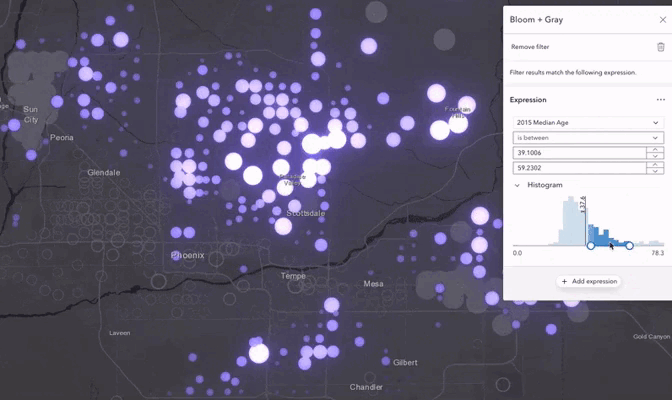 Bloom + Gray
Remove filter
Filter results match the following expression.
Expression
2015 Median Age
is between
39.1006
59.2302
Histogram
37.6
0.0
78.3
+ Add expression
Sun
City
Peoria
Glendale
Fountain
Hills
Paradise
Valley
Scottsdale
Phoenix
Tempe
Mesa
Laveen
Gilbert
Chandler
Gold Canyon